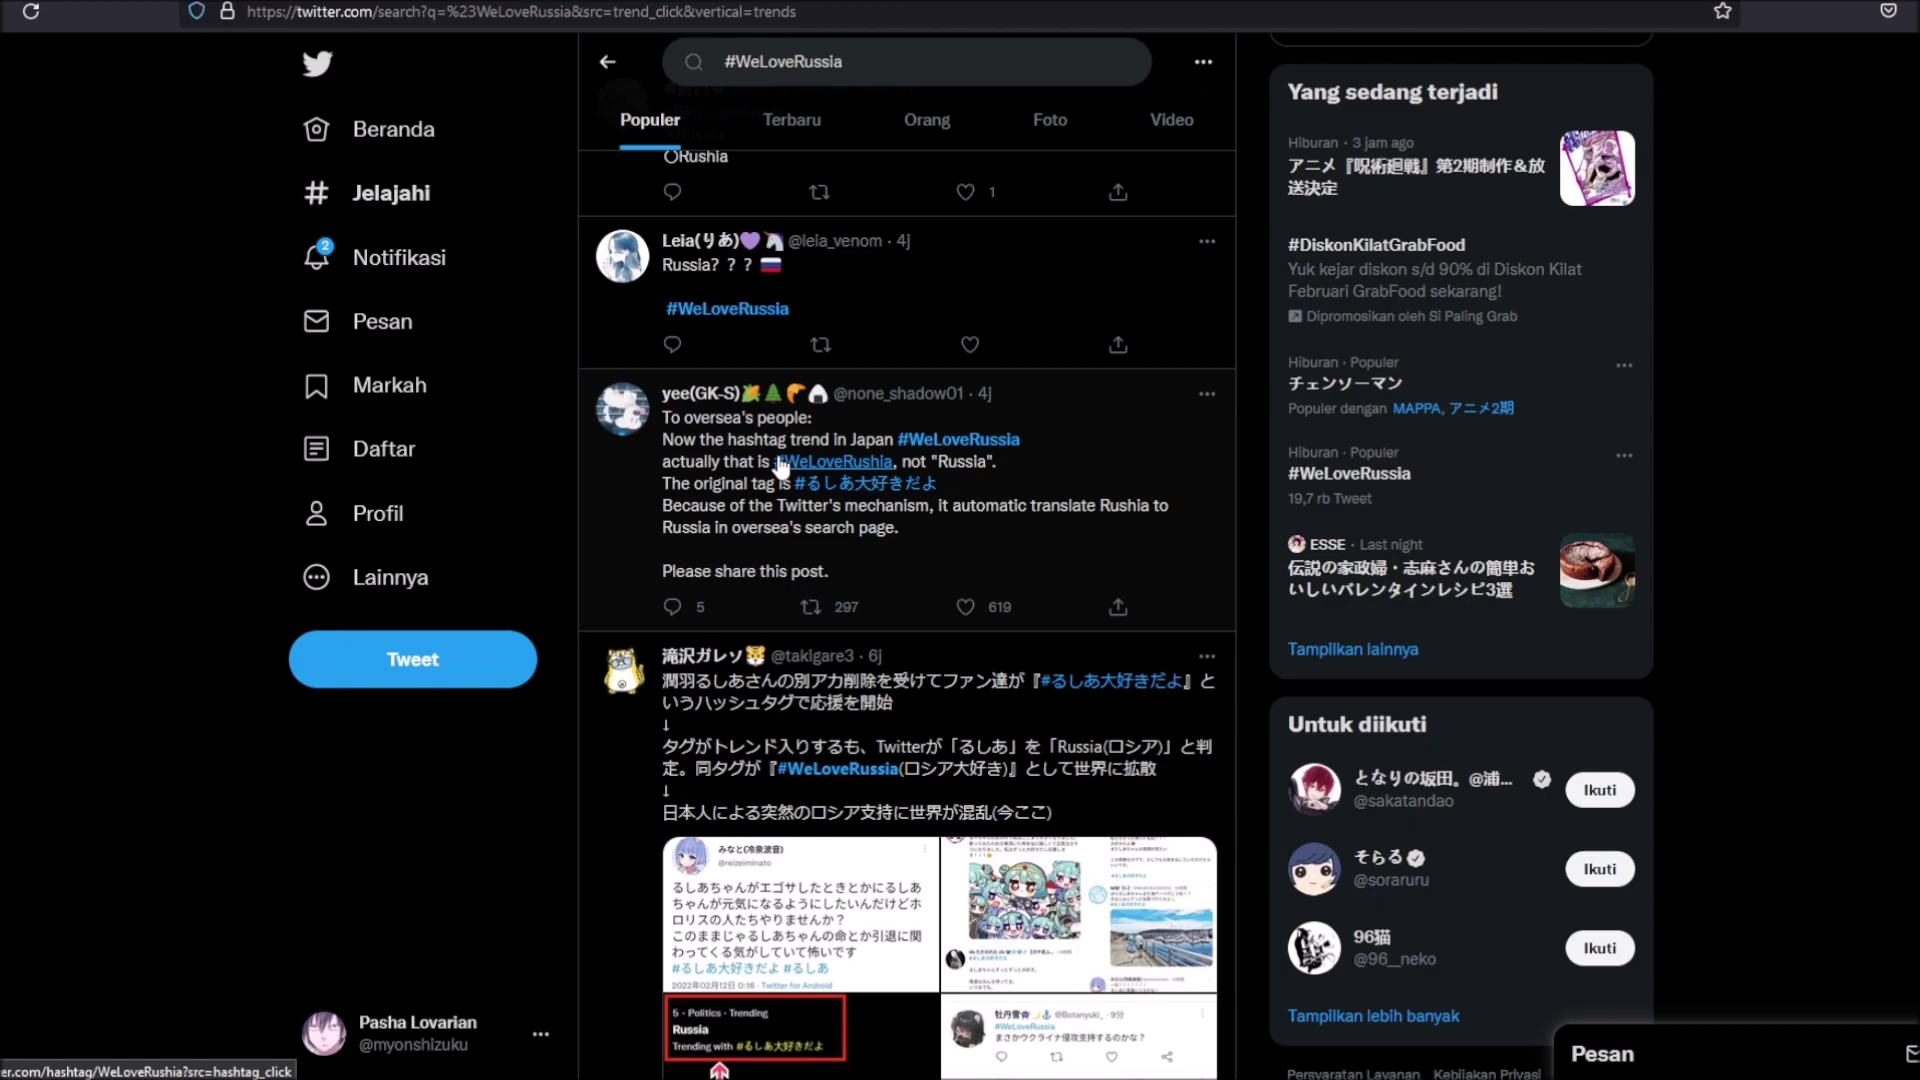 https://twitter.com/search?q=%23WeLoveRussia&src=trend_click&vertical=trends
Beranda
Jelajahi
2
Notifikasi
Pesan
Markah
Daftar
Profil
Lainnya
Tweet
Pasha Lovarian
@myonshizuku
er.com/hashtag/WeLoveRushia?src=hashtag_click
#WeLoveRussia
Populer
Terbaru
Orang
Foto
Video
ORushia
1
Leia(りあ)💜🦄 @leia_venom · 4j
Russia? ? ? 🇷🇺
#WeLoveRussia
yee(GK-S)🌽🌲🥐🍙 @none_shadow01 · 4j
To oversea's people:
Now the hashtag trend in Japan #WeLoveRussia
actually that is #WeLoveRushia, not "Russia".
The original tag is #るしあ大好きだよ
Because of the Twitter's mechanism, it automatic translate Rushia to
Russia in oversea's search page.
Please share this post.
5
297
619
滝沢ガレソ🐯 @takigare3 · 6j
潤羽るしあさんの別アカ削除を受けてファン達が『#るしあ大好きだよ』と
いうハッシュタグで応援を開始
↓
タグがトレンド入りするも、Twitterが「るしあ」を「Russia(ロシア)」と判
定。同タグが『#WeLoveRussia(ロシア大好き)』として世界に拡散
↓
日本人による突然のロシア支持に世界が混乱(今ここ)
みなと(冷泉波音)
@reizeiminato
るしあちゃんがエゴサしたときとかにるしあ
ちゃんが元気になるようにしたいんだけどホ
ロリスの人たちやりませんか?
このままじゃるしあちゃんの命とか引退に関
わってくる気がしていて怖いです
#るしあ大好きだよ #るしあ
2022年02月12日 0:16 · Twitter for Android
5 · Politics · Trending
Russia
Trending with #るしあ大好きだよ
牡丹雪 @Botanyuki_ · 9分
#WeLoveRussia
まさかウクライナ侵攻支持するのかな?
Yang sedang terjadi
Hiburan · 3 jam ago
アニメ『呪術廻戦』第2期制作＆放
送決定
#DiskonKilatGrabFood
Yuk kejar diskon s/d 90% di Diskon Kilat
Februari GrabFood sekarang!
Dipromosikan oleh Si Paling Grab
Hiburan · Populer
チェンソーマン
Populer dengan MAPPA, アニメ2期
Hiburan · Populer
#WeLoveRussia
19,7 rb Tweet
ESSE · Last night
伝説の家政婦・志麻さんの簡単お
いしいバレンタインレシピ3選
Tampilkan lainnya
Untuk diikuti
となりの坂田。@浦...
@sakatandao
Ikuti
そらる
@soraruru
Ikuti
96猫
@96__neko
Ikuti
Tampilkan lebih banyak
Persyaratan Layanan Kebijakan Privasi
Pesan